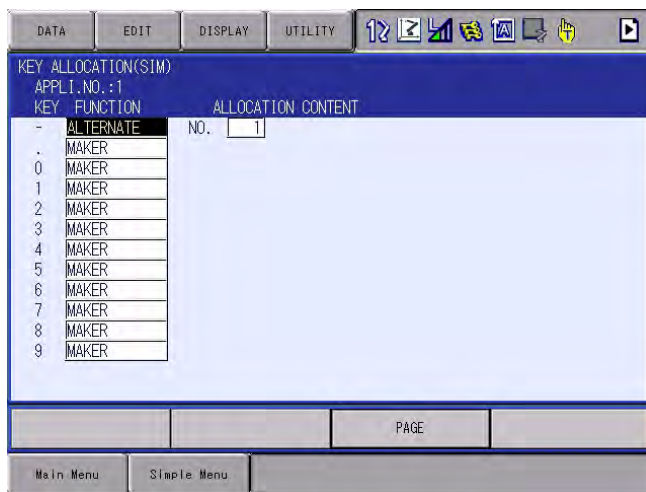 DATA EDIT DISPLAY UTILITY
KEY ALLOCATION(SIM)
APPLI.NO.:1
KEY FUNCTION ALLOCATION CONTENT
- ALTERNATE NO. 1
. MAKER
0 MAKER
1 MAKER
2 MAKER
3 MAKER
4 MAKER
5 MAKER
6 MAKER
7 MAKER
8 MAKER
9 MAKER
PAGE
Main Menu Simple Menu